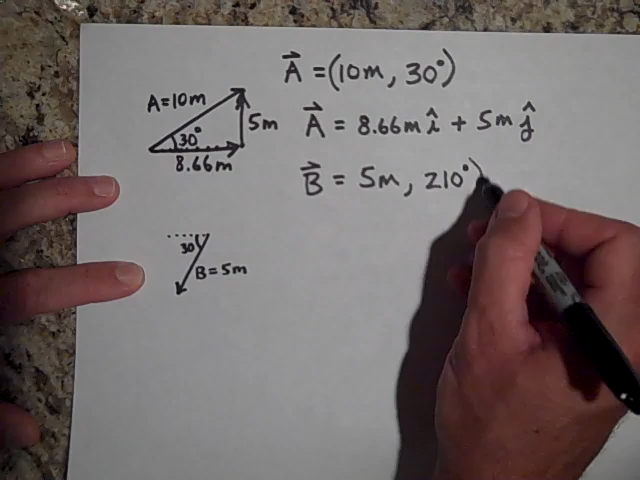 A⃗ = (10m, 30°)
A = 10m
30°
5m
8.66m
A⃗ = 8.66m î + 5m ĵ
B⃗ = 5m, 210°)
30
B = 5m